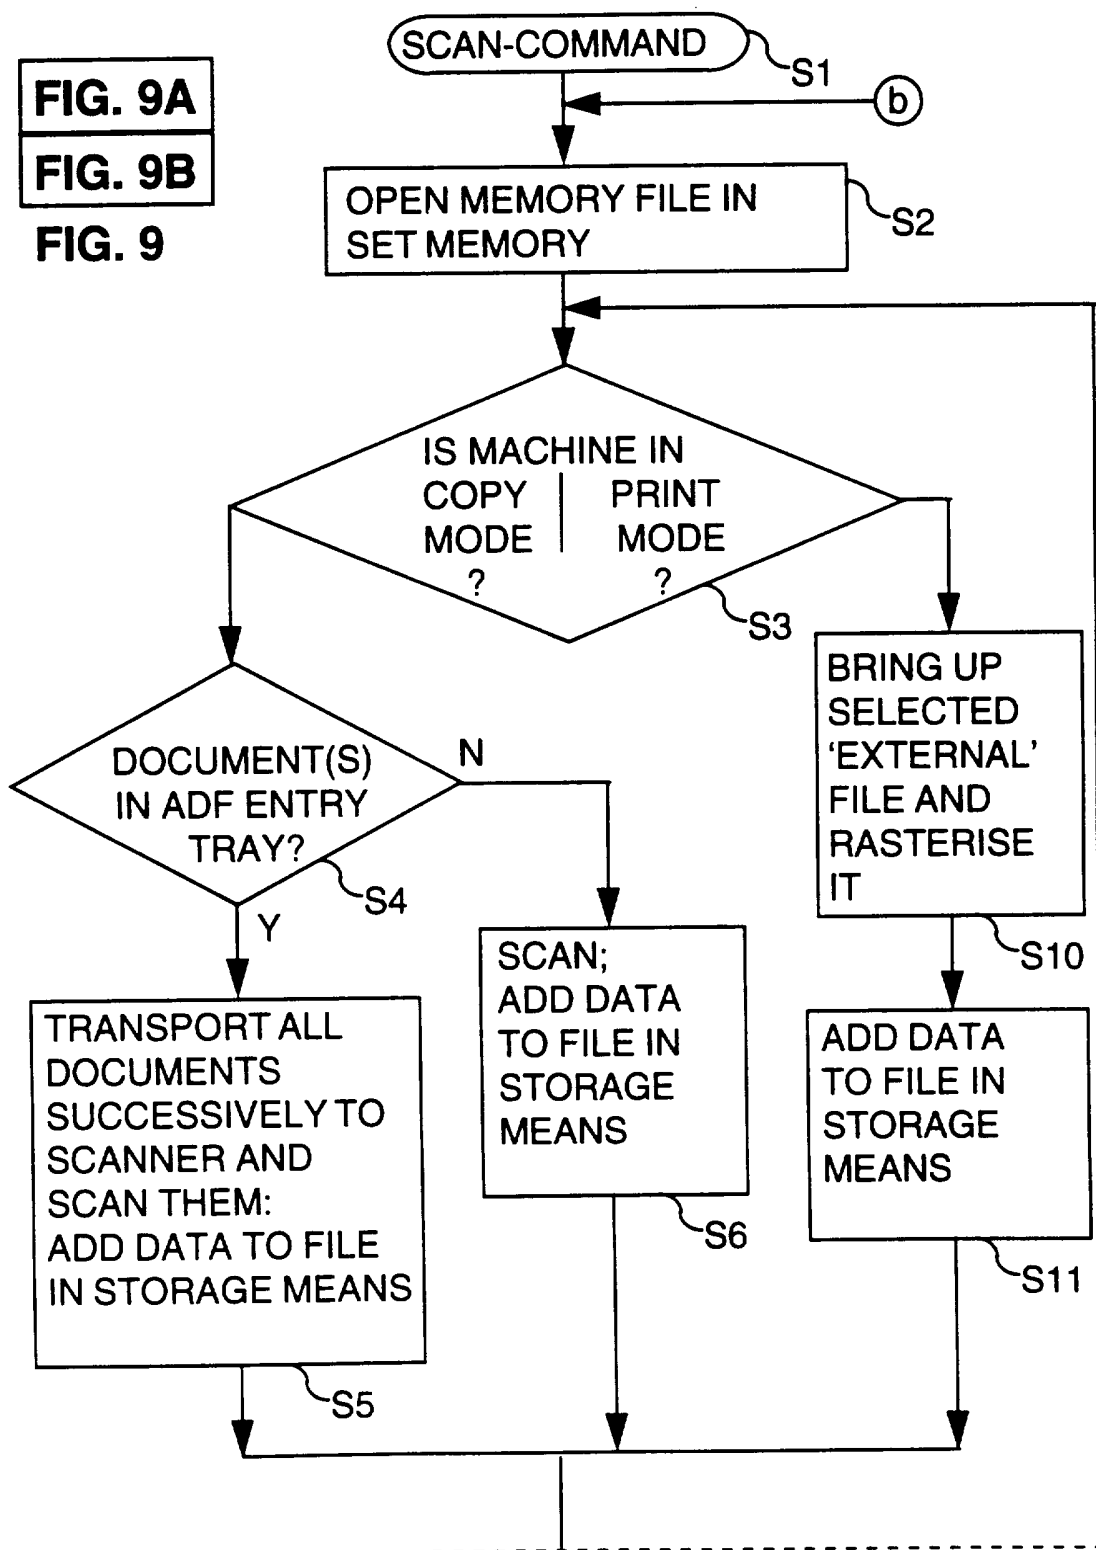 SCAN-COMMAND
S1
b
FIG. 9A
FIG. 9B
FIG. 9
OPEN MEMORY FILE IN
SET MEMORY
S2
IS MACHINE IN
COPY PRINT
MODE MODE
? ?
S3
DOCUMENT(S)
IN ADF ENTRY
TRAY?
S4
N
Y
BRING UP
SELECTED
‘EXTERNAL’
FILE AND
RASTERISE
IT
S10
TRANSPORT ALL
DOCUMENTS
SUCCESSIVELY TO
SCANNER AND
SCAN THEM:
ADD DATA TO FILE
IN STORAGE MEANS
S5
SCAN;
ADD DATA
TO FILE IN
STORAGE
MEANS
S6
ADD DATA
TO FILE IN
STORAGE
MEANS
S11